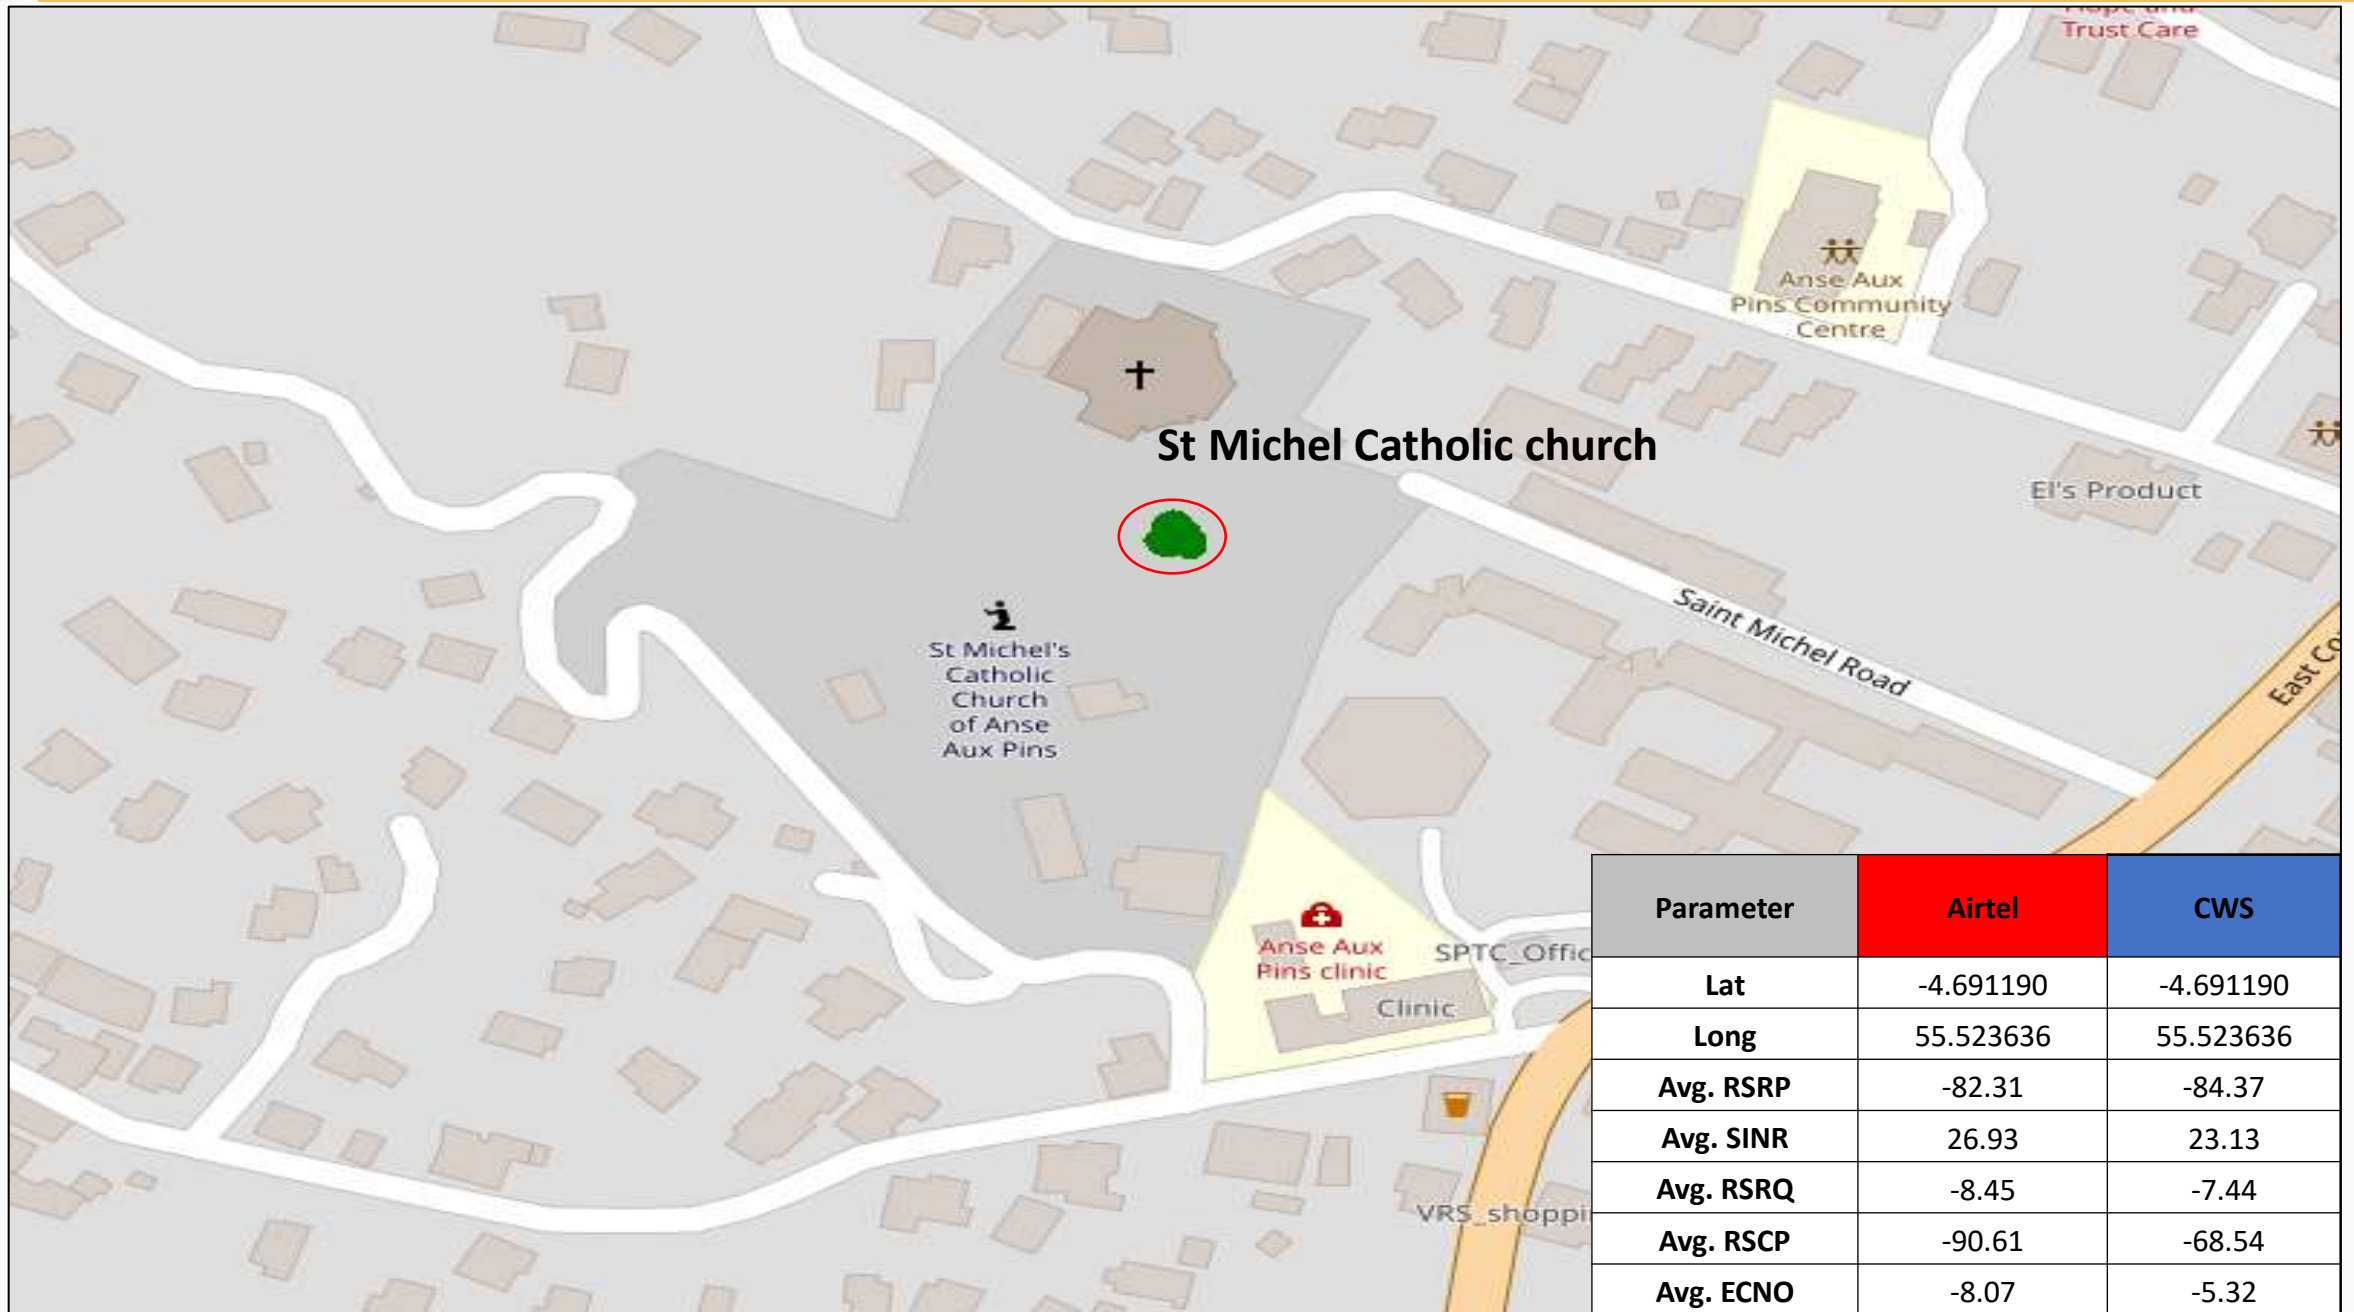 Trust Care
Anse Aux
Pins Community
Centre
St Michel Catholic church
El's Product
Saint Michel Road
East
St Michel's
Catholic
Church
of Anse
Aux Pins
Anse Aux
Pins clinic
SPTC_Offic
Clinic
VRS_shoppi
Parameter Airtel CWS
Lat -4.691190 -4.691190
Long 55.523636 55.523636
Avg. RSRP -82.31 -84.37
Avg. SINR 26.93 23.13
Avg. RSRQ -8.45 -7.44
Avg. RSCP -90.61 -68.54
Avg. ECNO -8.07 -5.32